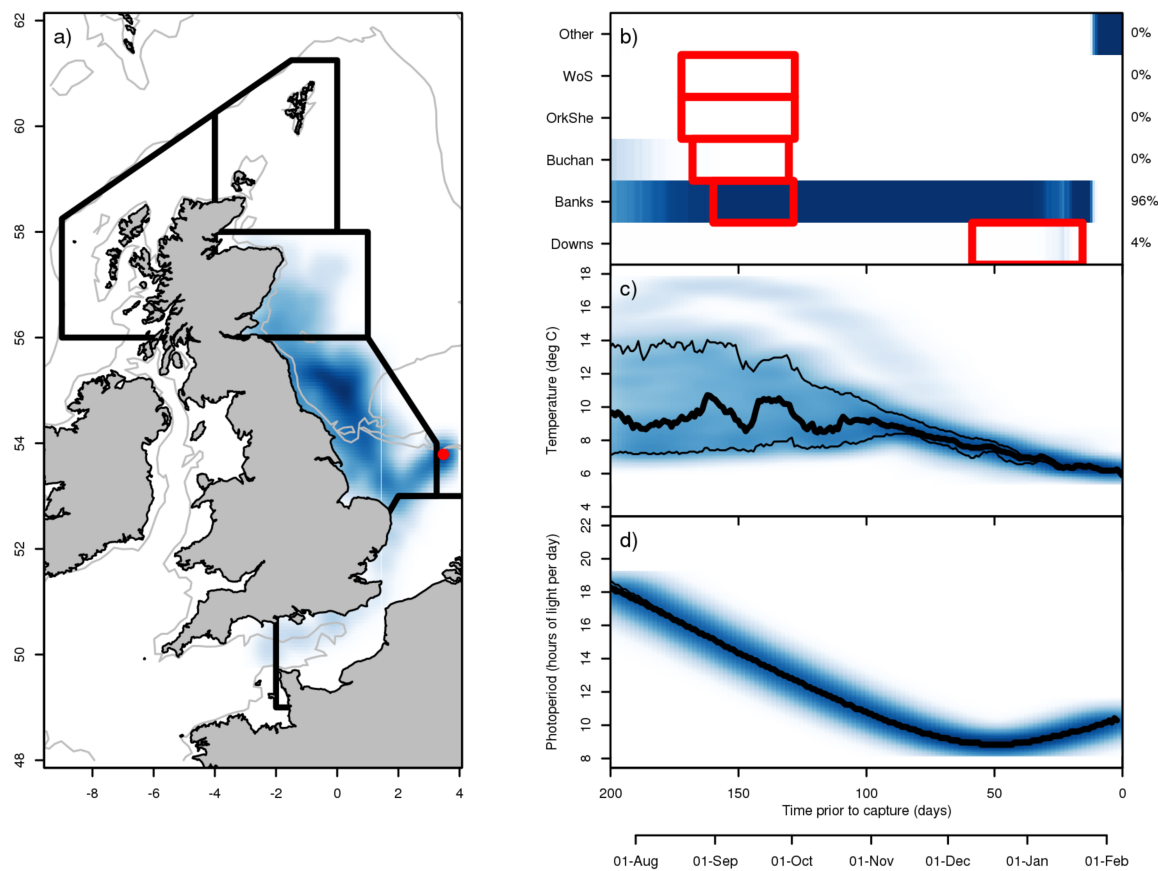 a)
62
60
58
56
54
52
50
48
-8 -6 -4 -2 0 2 4
b)
Other 0%
WoS 0%
OrkShe 0%
Buchan 0%
Banks 96%
Downs 4%
c)
Temperature (deg C)
18
16
14
12
10
8
6
4
d)
Photoperiod (hours of light per day)
22
20
18
16
14
12
10
8
200 150 100 50 0
Time prior to capture (days)
01-Aug 01-Sep 01-Oct 01-Nov 01-Dec 01-Jan 01-Feb